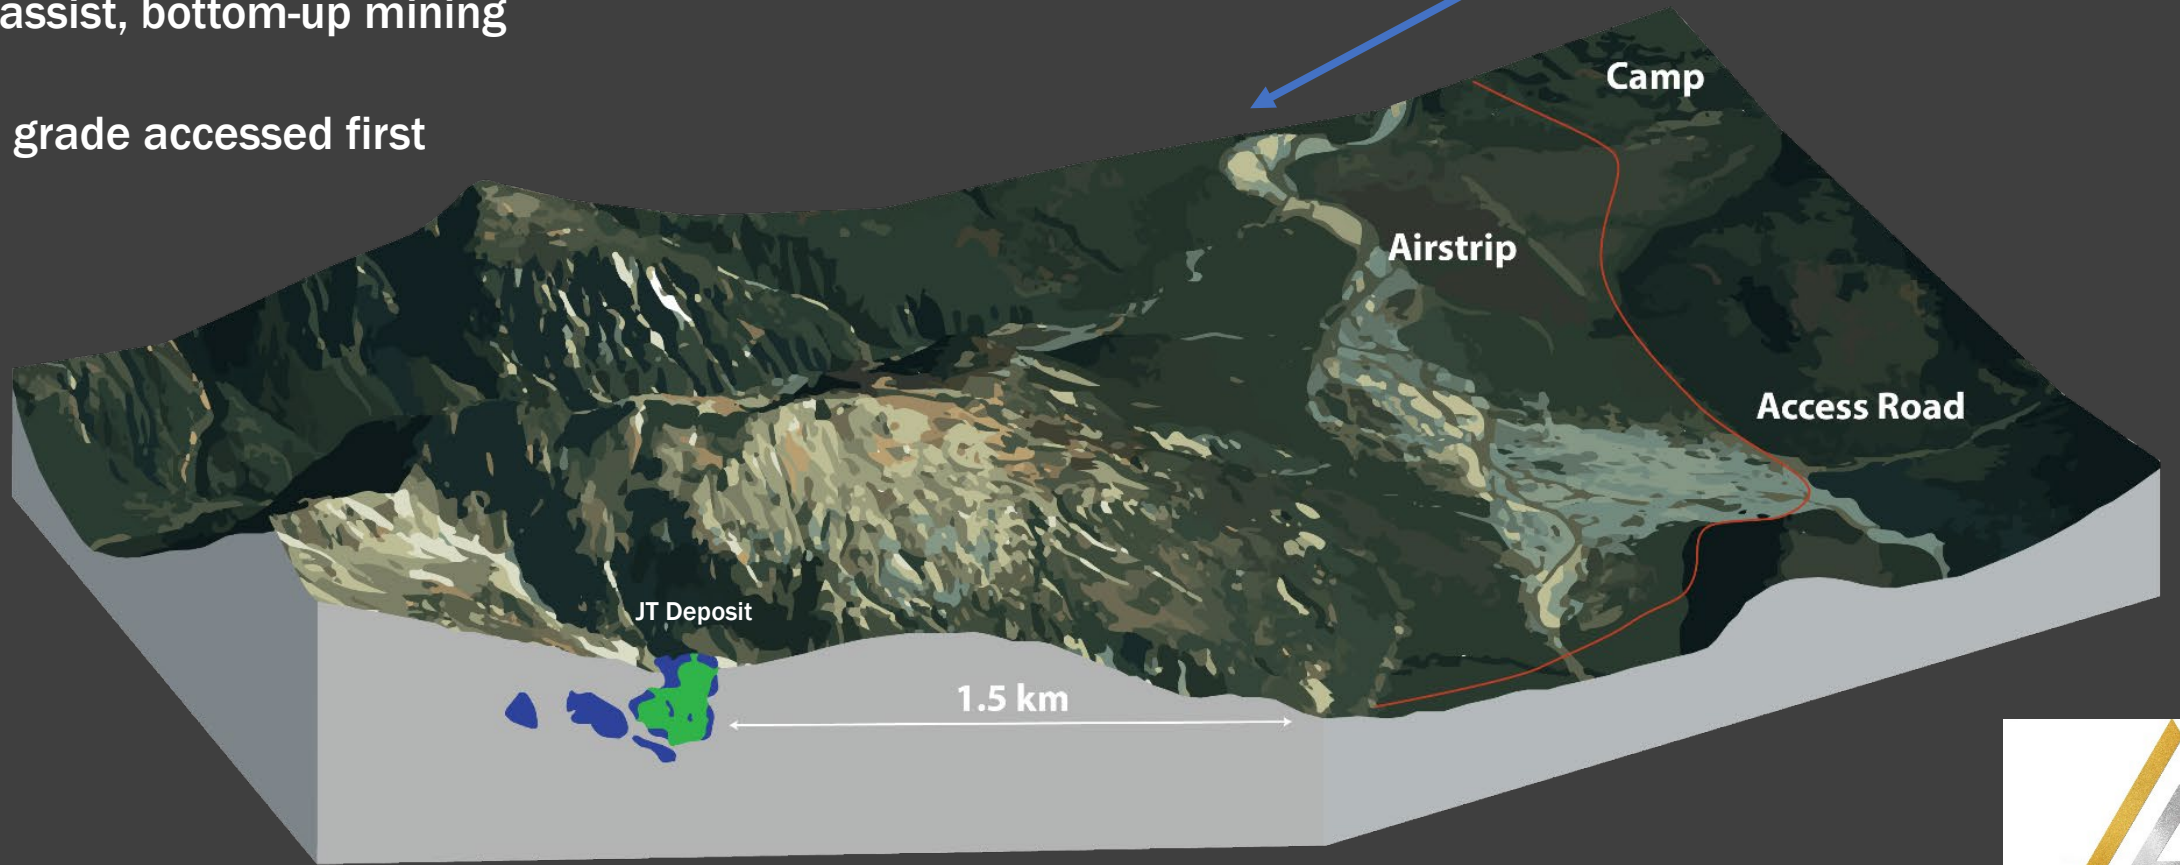 assist, bottom-up mining
grade accessed first
Camp
Airstrip
Access Road
JT Deposit
1.5 km